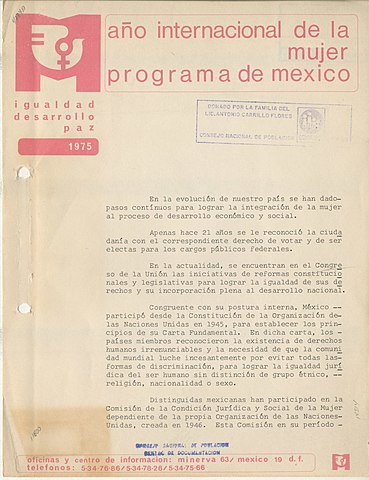 año internacional de la
mujer
programa de mexico
igualdad
desarrollo
paz
1975
DONADO POR LA FAMILIA DEL
LIC. ANTONIO CARRILLO FLORES
CONSEJO NACIONAL DE POBLACION
En la evolución de nuestro país se han dado-
pasos contínuos para lograr la integración de la mujer
al proceso de desarrollo económico y social.
Apenas hace 21 años se le reconoció la ciuda
danía con el correspondiente derecho de votar y de ser
electas para los cargos públicos federales.
En la actualidad, se encuentran en el Congre
so de la Unión las iniciativas de reformas constitucio
nales y legislativas para lograr la igualdad de sus de
rechos y su incorporación plena al desarrollo nacional.
Congruente con su postura interna, México -
participó desde la Constitución de la Organización de-
las Naciones Unidas en 1945, para establecer los prin-
cipios de su Carta Fundamental. En dicha carta, los -
países miembros reconocieron la existencia de derechos
humanos irrenunciables y la necesidad de que la comuni
dad mundial luche incesantemente por evitar todas las-
formas de discriminación, para lograr la igualdad jurí
dica del ser humano sin distinción de grupo étnico, --
religión, nacionalidad o sexo.
Distinguidas mexicanas han participado en la
Comisión de la Condición Jurídica y Social de la Mujer
dependiente de la propia Organización de las Naciones-
Unidas, creada en 1946. Esta Comisión en su período -
CONSEJO NACIONAL DE POBLACION
CENTRO DE DOCUMENTACION
oficinas y centro de informacion: minerva 63/ mexico 19 d.f.
telefonos: 5-34-76-86/5-34-78-26/5-34-75-66